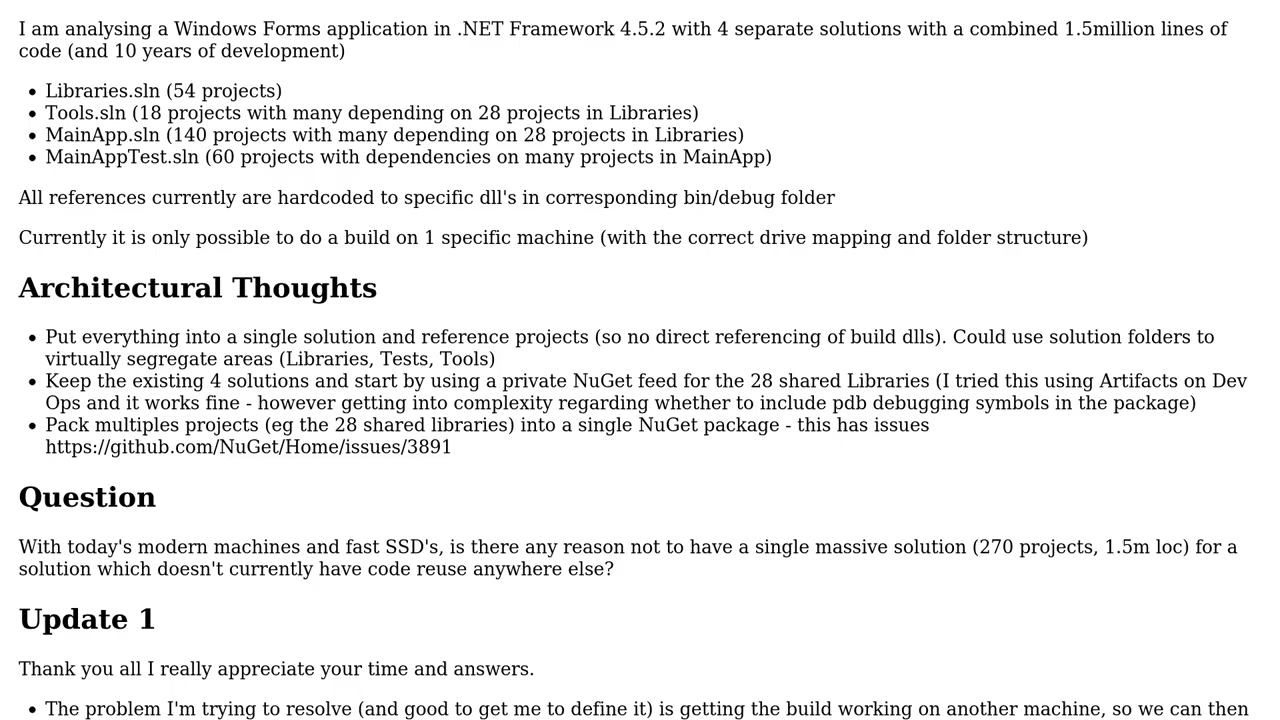 I am analysing a Windows Forms application in .NET Framework 4.5.2 with 4 separate solutions with a combined 1.5million lines of
code (and 10 years of development)
• Libraries.sln (54 projects)
• Tools.sln (18 projects with many depending on 28 projects in Libraries)
• MainApp.sln (140 projects with many depending on 28 projects in Libraries)
• MainAppTest.sln (60 projects with dependencies on many projects in MainApp)
All references currently are hardcoded to specific dll's in corresponding bin/debug folder
Currently it is only possible to do a build on 1 specific machine (with the correct drive mapping and folder structure)
Architectural Thoughts
• Put everything into a single solution and reference projects (so no direct referencing of build dlls). Could use solution folders to
virtually segregate areas (Libraries, Tests, Tools)
• Keep the existing 4 solutions and start by using a private NuGet feed for the 28 shared Libraries (I tried this using Artifacts on Dev
Ops and it works fine - however getting into complexity regarding whether to include pdb debugging symbols in the package)
• Pack multiples projects (eg the 28 shared libraries) into a single NuGet package - this has issues
https://github.com/NuGet/Home/issues/3891
Question
With today's modern machines and fast SSD's, is there any reason not to have a single massive solution (270 projects, 1.5m loc) for a
solution which doesn't currently have code reuse anywhere else?
Update 1
Thank you all I really appreciate your time and answers.
• The problem I'm trying to resolve (and good to get me to define it) is getting the build working on another machine, so we can then